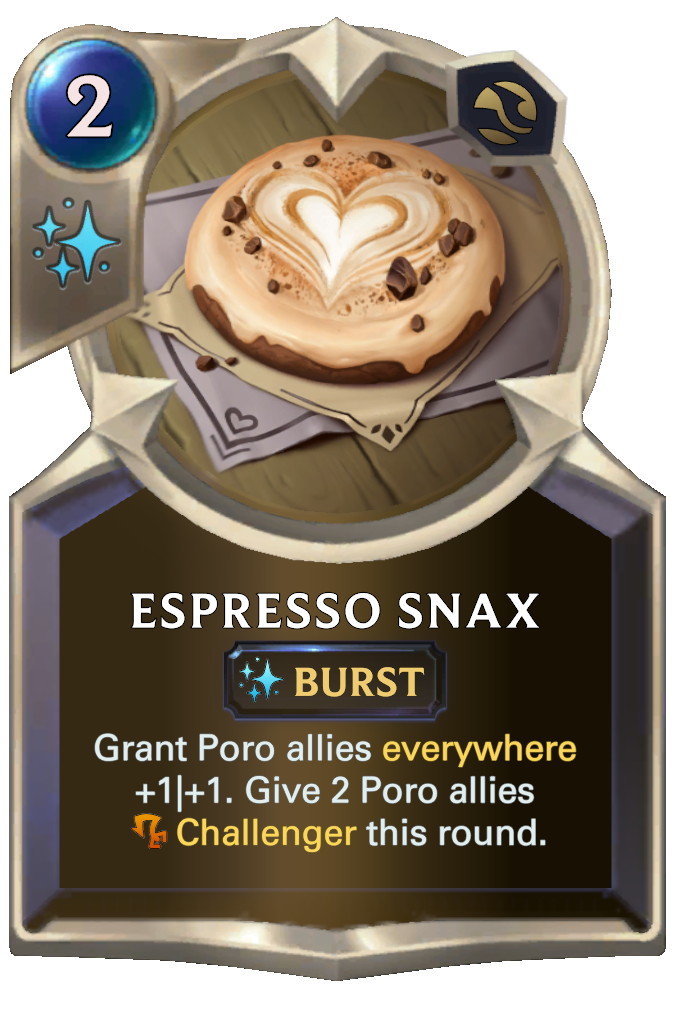 2
ESPRESSO SNAX
BURST
Grant Poro allies everywhere
+1|+1. Give 2 Poro allies
Challenger this round.